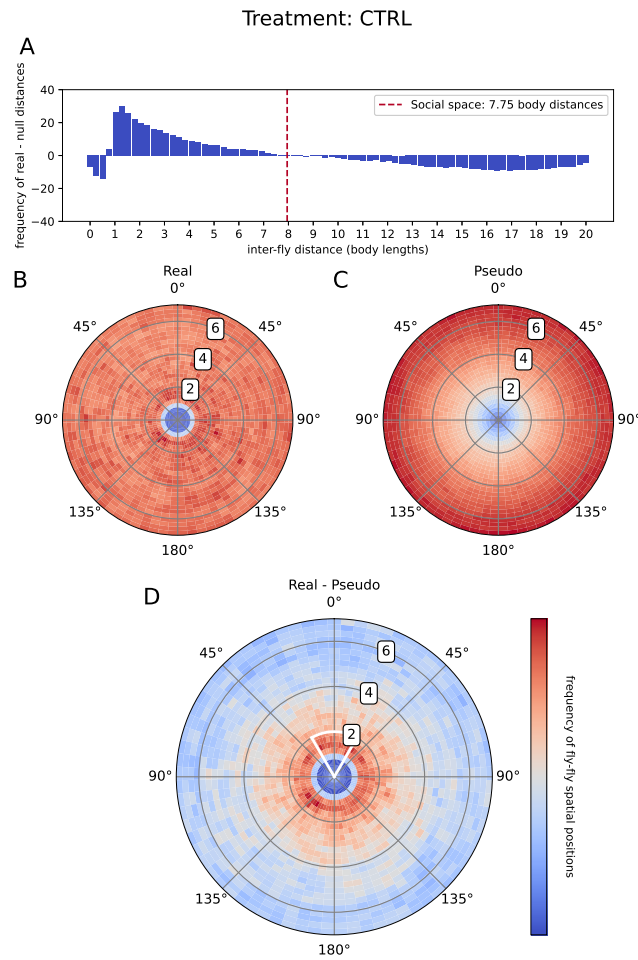 Treatment: CTRL
A
frequency of real - null distances
40
20
0
−20
−40
Social space: 7.75 body distances
0 1 2 3 4 5 6 7 8 9 10 11 12 13 14 15 16 17 18 19 20
inter-fly distance (body lengths)
B
Real
0°
45° 45°
90° 90°
135° 135°
180°
6
4
2
C
Pseudo
0°
45° 45°
90° 90°
135° 135°
180°
6
4
2
D
Real - Pseudo
0°
45° 45°
90° 90°
135° 135°
180°
6
4
2
frequency of fly-fly spatial positions